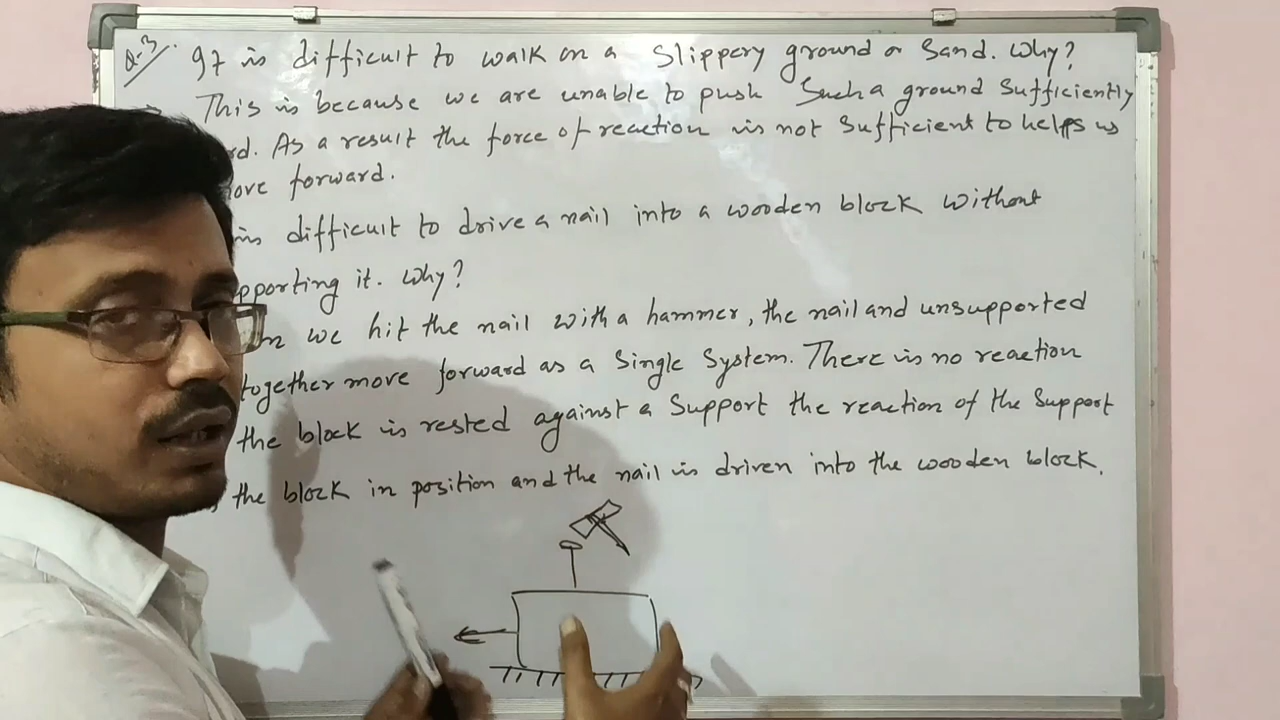 Q.3. It is difficult to walk on a slippery ground or sand. Why?
→ This is because we are unable to push such a ground sufficiently
rd. As a result the force of reaction is not sufficient to helps us
ove forward.
is difficult to drive a nail into a wooden block without
pporting it. Why?
n we hit the nail with a hammer, the nail and unsupported
together move forward as a single system. There is no reaction
the block is rested against a support the reaction of the support
the block in position and the nail is driven into the wooden block.